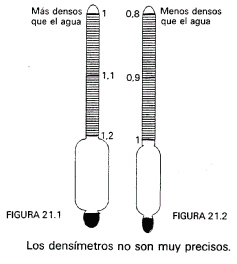 Más densos
que el agua
1
1,1
1,2
FIGURA 21.1
Menos densos
que el agua
0,8
0,9
1
FIGURA 21.2
Los densímetros no son muy precisos.